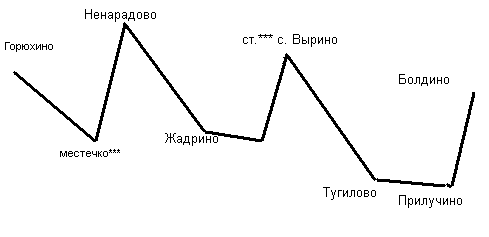 Горюхино
Ненарадово
местечко***
Жадрино
ст.*** с. Вырино
Тугилово
Прилучино
Болдино